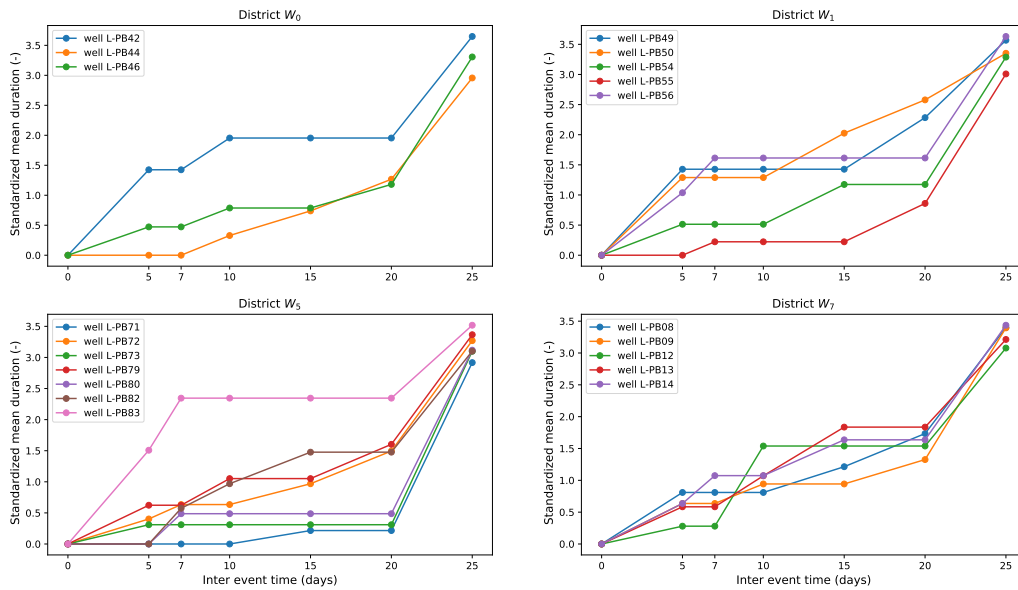 District W₀
Standardized mean duration (-)
3.5
3.0
2.5
2.0
1.5
1.0
0.5
0.0
well L-PB42
well L-PB44
well L-PB46
0 5 7 10 15 20 25
District W₁
Standardized mean duration (-)
3.5
3.0
2.5
2.0
1.5
1.0
0.5
0.0
well L-PB49
well L-PB50
well L-PB54
well L-PB55
well L-PB56
0 5 7 10 15 20 25
District W₅
Standardized mean duration (-)
3.5
3.0
2.5
2.0
1.5
1.0
0.5
0.0
well L-PB71
well L-PB72
well L-PB73
well L-PB79
well L-PB80
well L-PB82
well L-PB83
0 5 7 10 15 20 25
Inter event time (days)
District W₇
Standardized mean duration (-)
3.5
3.0
2.5
2.0
1.5
1.0
0.5
0.0
well L-PB08
well L-PB09
well L-PB12
well L-PB13
well L-PB14
0 5 7 10 15 20 25
Inter event time (days)